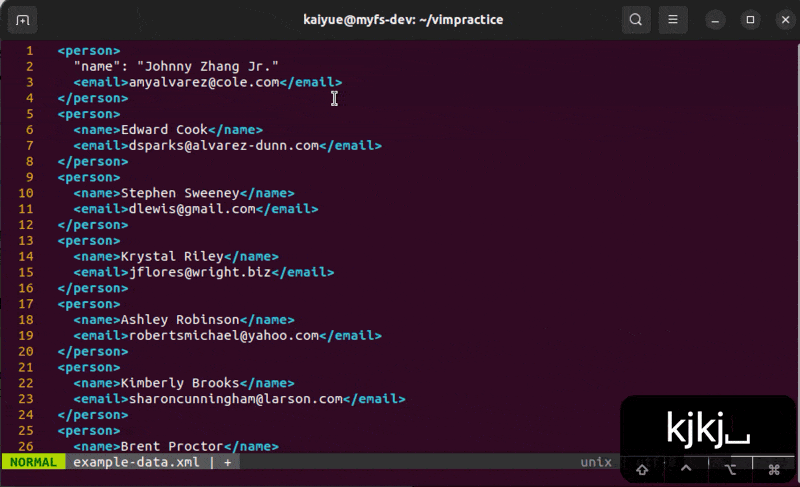 kaiyue@myfs-dev: ~/vimpractice
1 <person>
2 "name": "Johnny Zhang Jr."
3 <email>amyalvarez@cole.com</email>
4 </person>
5 <person>
6 <name>Edward Cook</name>
7 <email>dsparks@alvarez-dunn.com</email>
8 </person>
9 <person>
10 <name>Stephen Sweeney</name>
11 <email>dlewis@gmail.com</email>
12 </person>
13 <person>
14 <name>Krystal Riley</name>
15 <email>jflores@wright.biz</email>
16 </person>
17 <person>
18 <name>Ashley Robinson</name>
19 <email>robertsmichael@yahoo.com</email>
20 </person>
21 <person>
22 <name>Kimberly Brooks</name>
23 <email>sharoncunningham@larson.com</email>
24 </person>
25 <person>
26 <name>Brent Proctor</name>
kjkj⎵
NORMAL example-data.xml | + unix
⇧ ⌃ ⌥ ⌘